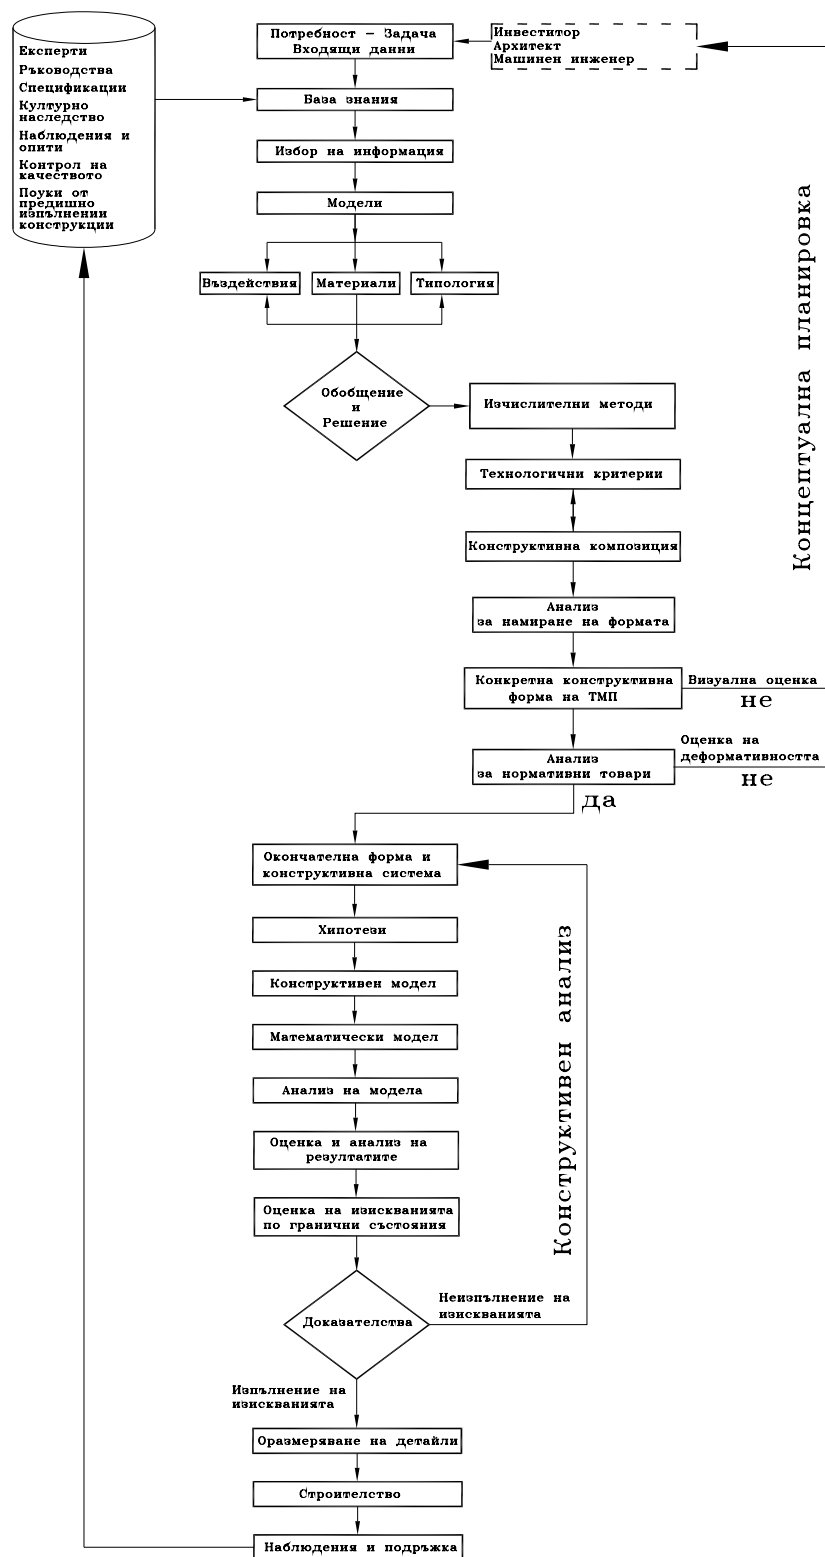 Експерти
Ръководства
Спецификации
Културно
наследство
Наблюдения и
опити
Контрол на
качеството
Поуки от
предишно
изпълнении
конструкции
Потребност – Задача
Входящи данни
Инвеститор
Архитект
Машинен инженер
База знания
Избор на информация
Модели
Въздействия
Материали
Типология
Обобщение
и
Решение
Изчислителни методи
Технологични критерии
Конструктивна композиция
Анализ
за намиране на формата
Конкретна конструктивна
форма на ТМП
Визуална оценка
не
Анализ
за нормативни товари
Оценка на
деформативността
не
да
Концептуална планировка
Окончателна форма и
конструктивна система
Хипотези
Конструктивен модел
Математически модел
Анализ на модела
Оценка и анализ на
резултатите
Оценка на изискванията
по гранични състояния
Доказателства
Неизпълнение на
изискванията
Конструктивен анализ
Изпълнение на
изискванията
Оразмеряване на детайли
Строителство
Наблюдения и подръжка